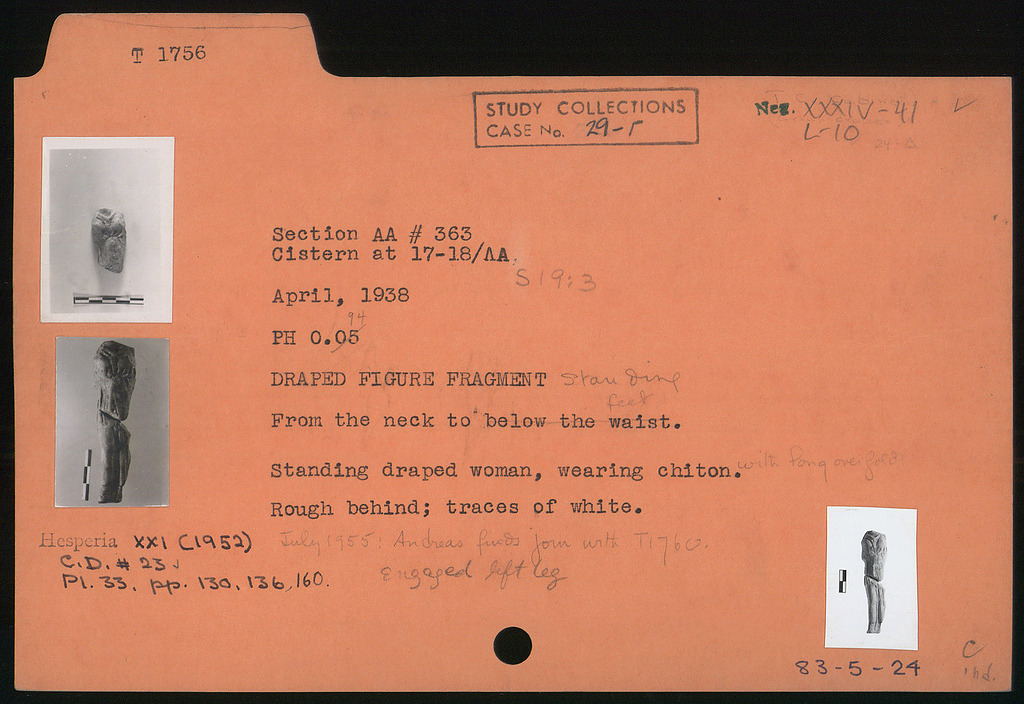 T 1756
STUDY COLLECTIONS
CASE No. 29-Γ
Neg. XXXIV-41 ✓
L-10
24-Δ
Section AA # 363
Cistern at 17-18/ΛΑ.
S 19:3
April, 1938
94
PH 0.05
DRAPED FIGURE FRAGMENT Standing
feet
From the neck to below the waist.
Standing draped woman, wearing chiton. with long overfold
Rough behind; traces of white.
Hesperia XXI (1952)
C.D. # 23 ✓
Pl. 33, pp. 130, 136, 160.
July 1955: Andreas finds join with T1760.
Engaged left leg
83-5-24
C
ind.